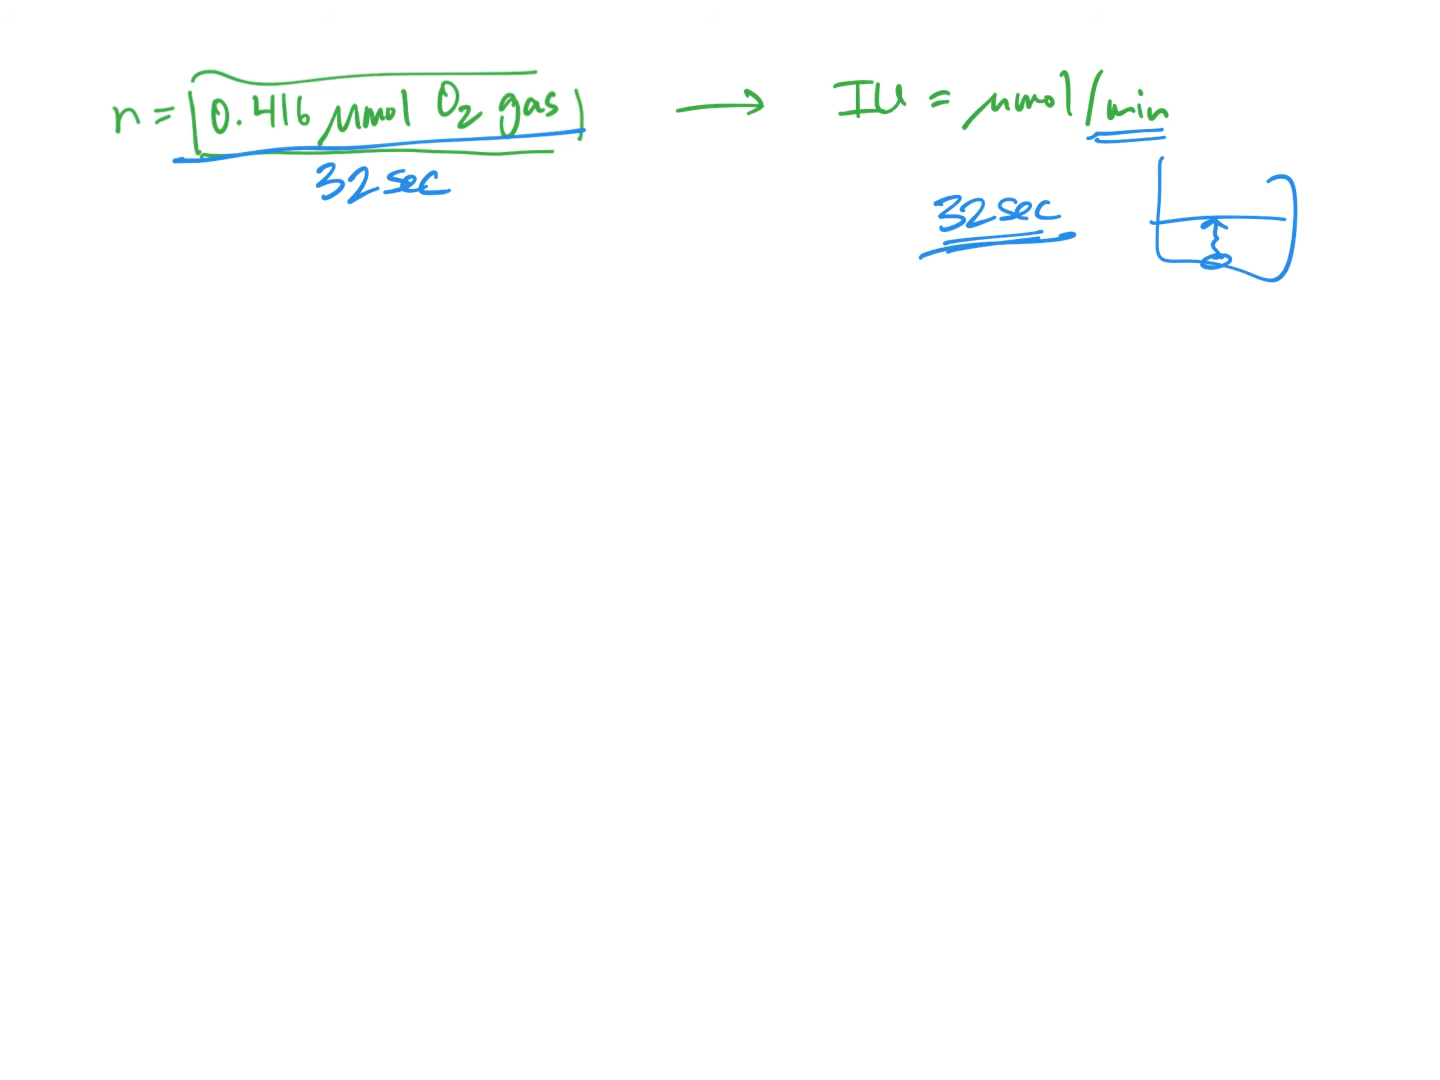 n = 0.416 μmol O₂ gas → IU = μmol/min
32 sec
32 sec